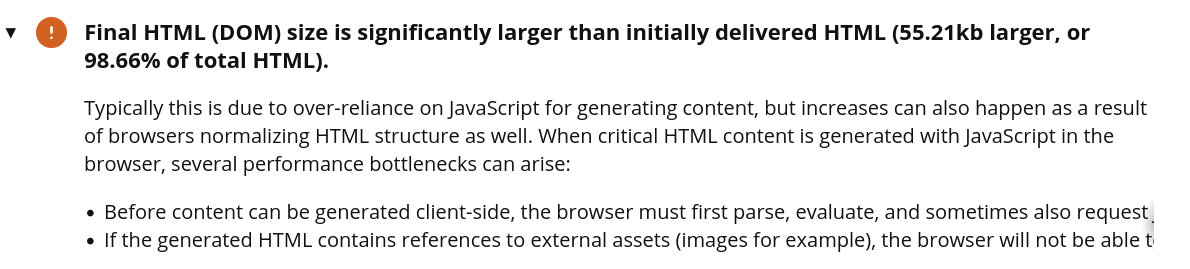 Final HTML (DOM) size is significantly larger than initially delivered HTML (55.21kb larger, or
98.66% of total HTML).
Typically this is due to over-reliance on JavaScript for generating content, but increases can also happen as a result
of browsers normalizing HTML structure as well. When critical HTML content is generated with JavaScript in the
browser, several performance bottlenecks can arise:
• Before content can be generated client-side, the browser must first parse, evaluate, and sometimes also request
• If the generated HTML contains references to external assets (images for example), the browser will not be able